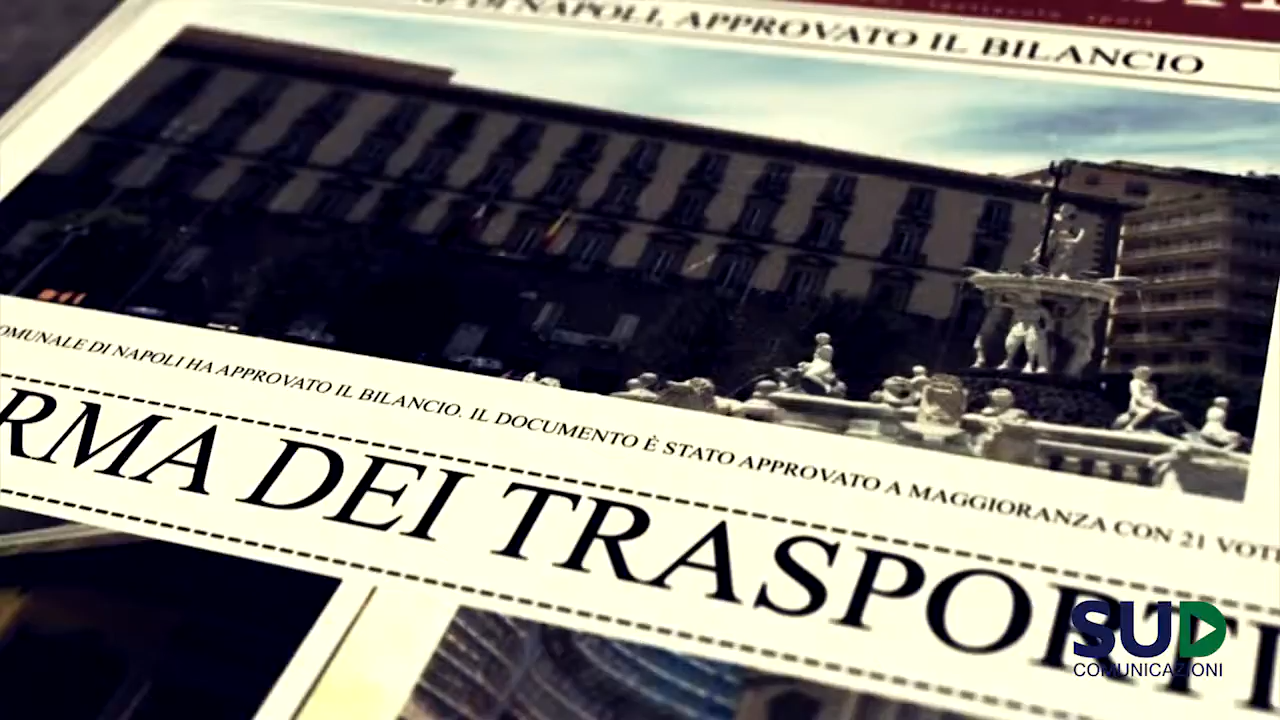 DI NAPOLI, APPROVATO IL BILANCIO
OMUNALE DI NAPOLI HA APPROVATO IL BILANCIO. IL DOCUMENTO È STATO APPROVATO A MAGGIORANZA CON 21 VOTI
RMA DEI TRASPORTI
SUD
COMUNICAZIONI